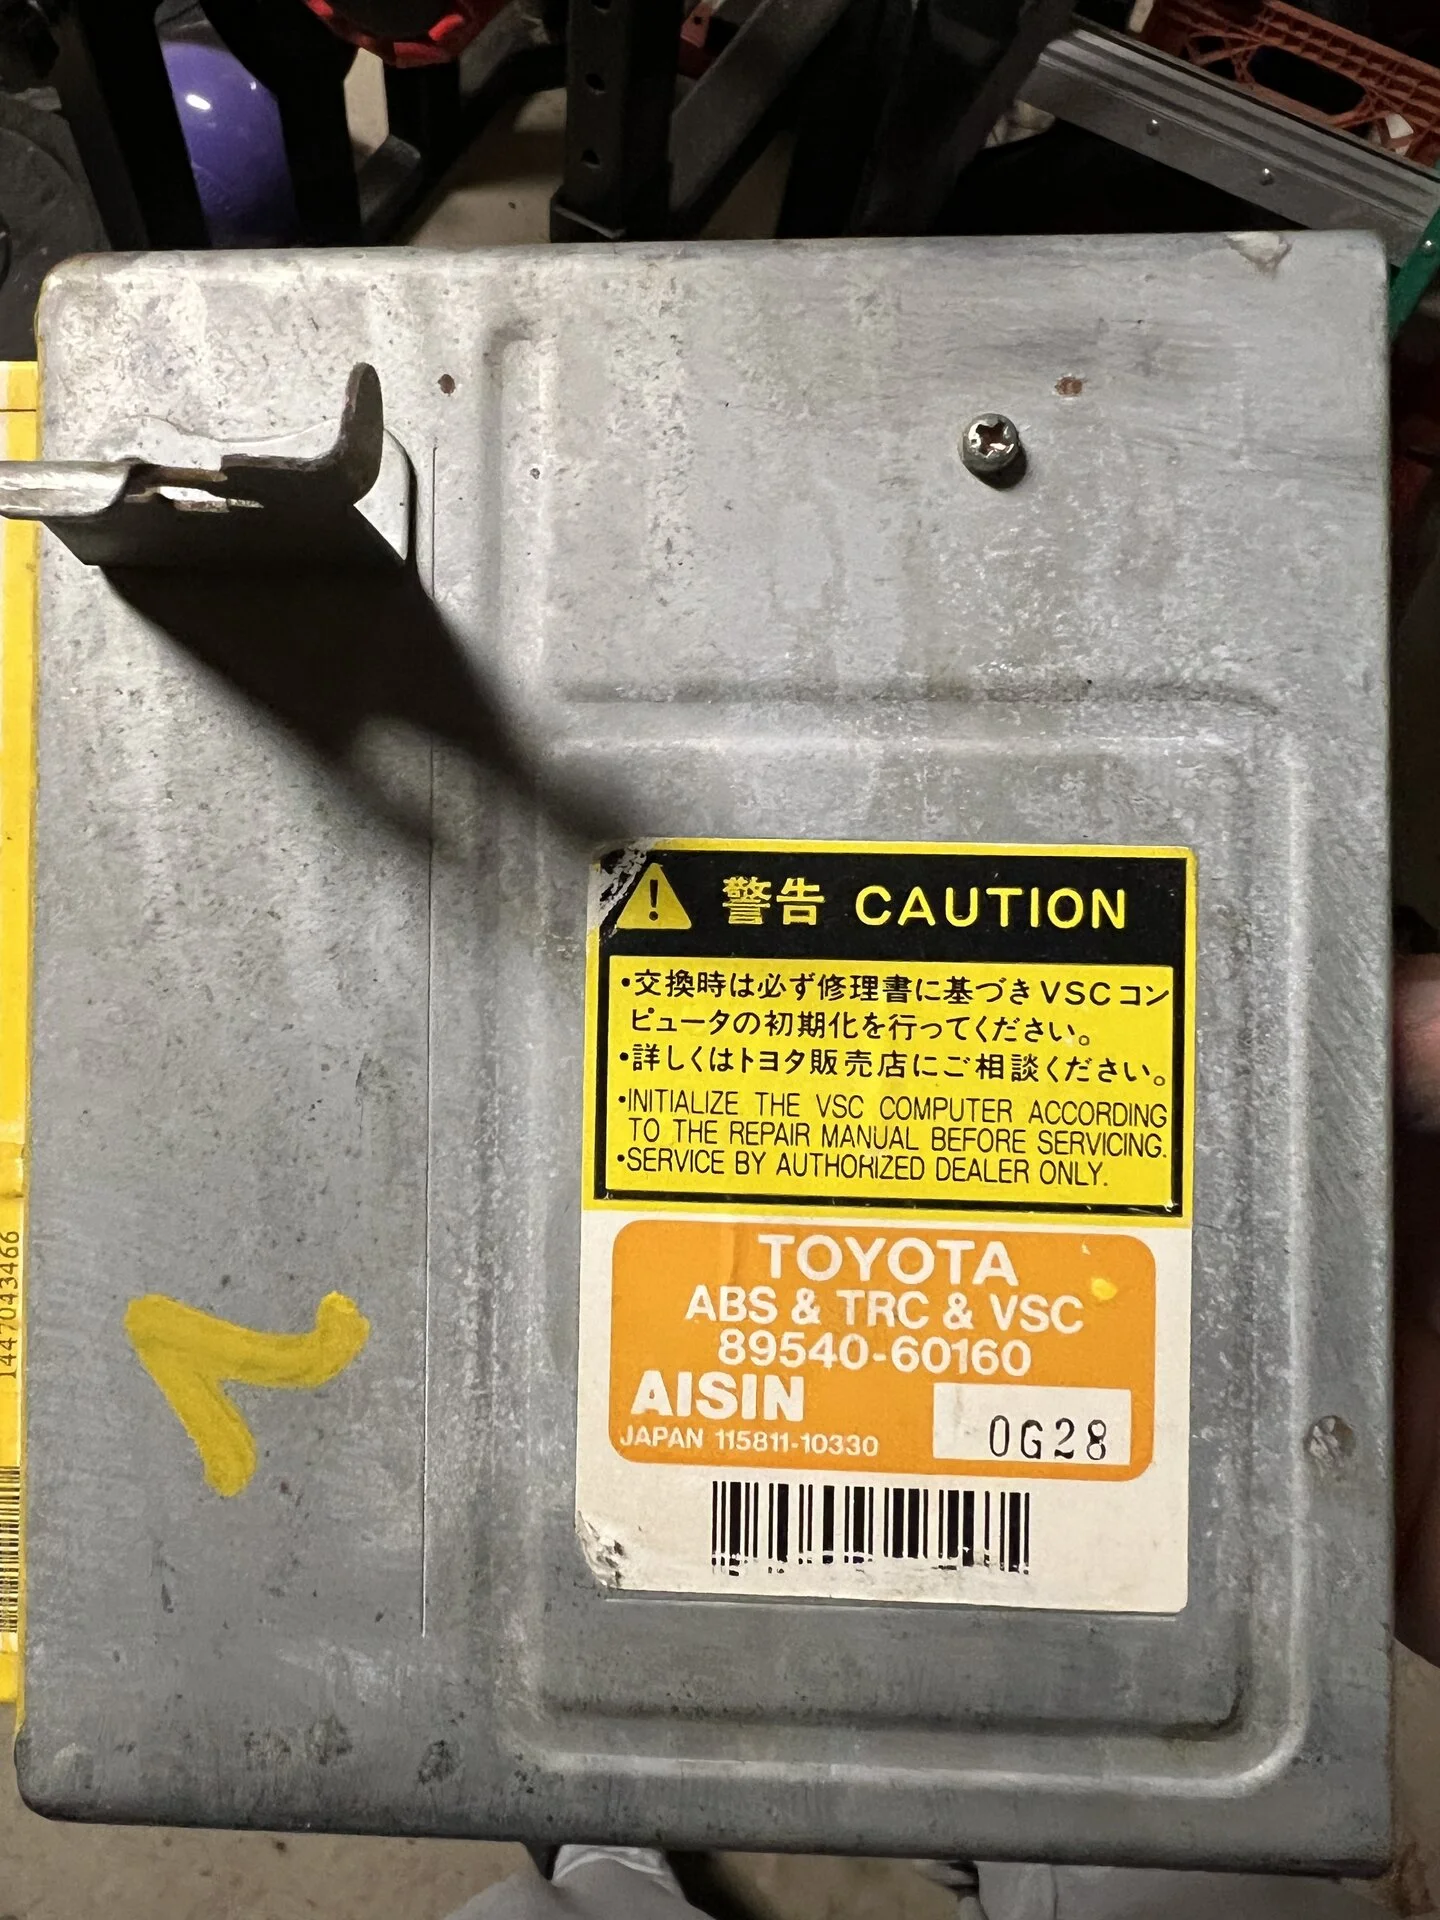 警告 CAUTION
・交換時は必ず修理書に基づきVSCコン
ピュータの初期化を行ってください。
・詳しくはトヨタ販売店にご相談ください。
・INITIALIZE THE VSC COMPUTER ACCORDING
TO THE REPAIR MANUAL BEFORE SERVICING.
・SERVICE BY AUTHORIZED DEALER ONLY.
TOYOTA
ABS & TRC & VSC
89540-60160
AISIN
JAPAN 115811-10330
0G28
1447043466